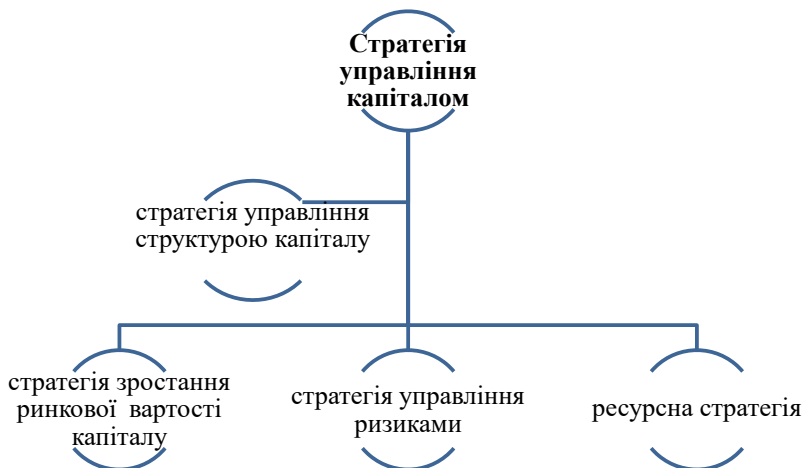 Стратегія
управління
капіталом
стратегія управління
структурою капіталу
стратегія зростання
ринкової вартості
капіталу
стратегія управління
ризиками
ресурсна стратегія